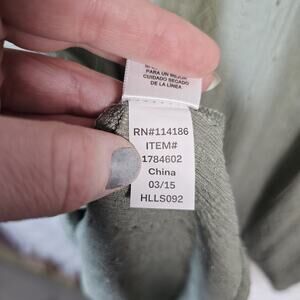 PARA UN MEJOR
CUIDADO SECADO
DE LA LINEA
RN#114186
ITEM#
1784602
China
03/15
HLLS092